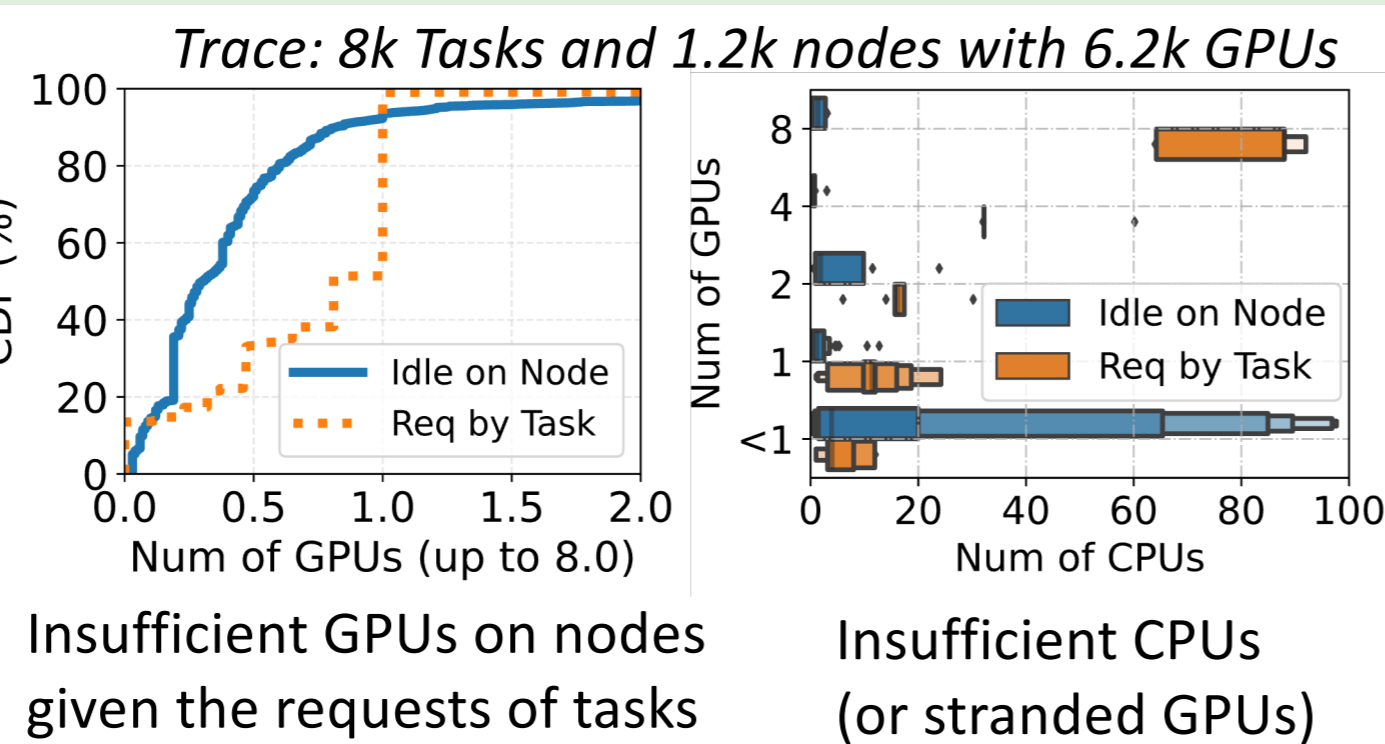 Trace: 8k Tasks and 1.2k nodes with 6.2k GPUs
100
80
60
40
20
0
0.0 0.5 1.0 1.5 2.0
Num of GPUs (up to 8.0)
Idle on Node
Req by Task
Num of GPUs
8
4
2
1
<1
0 20 40 60 80 100
Num of CPUs
Idle on Node
Req by Task
Insufficient GPUs on nodes
given the requests of tasks
Insufficient CPUs
(or stranded GPUs)